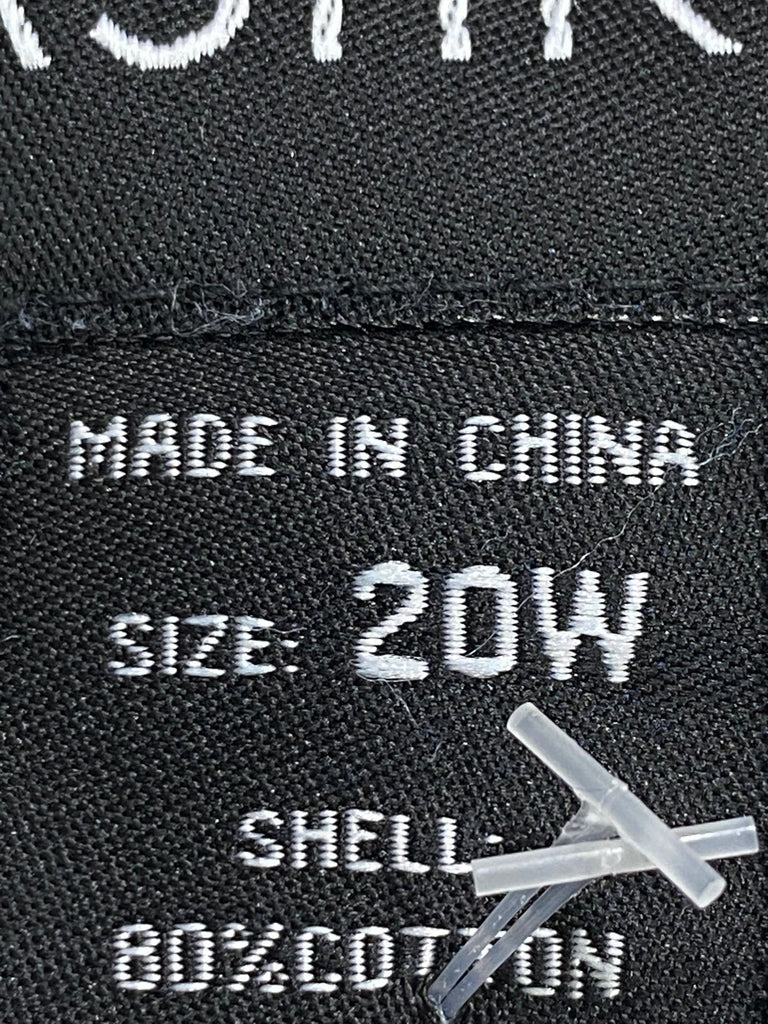 MADE IN CHINA
SIZE: 20W
SHELL:
80%COTTON